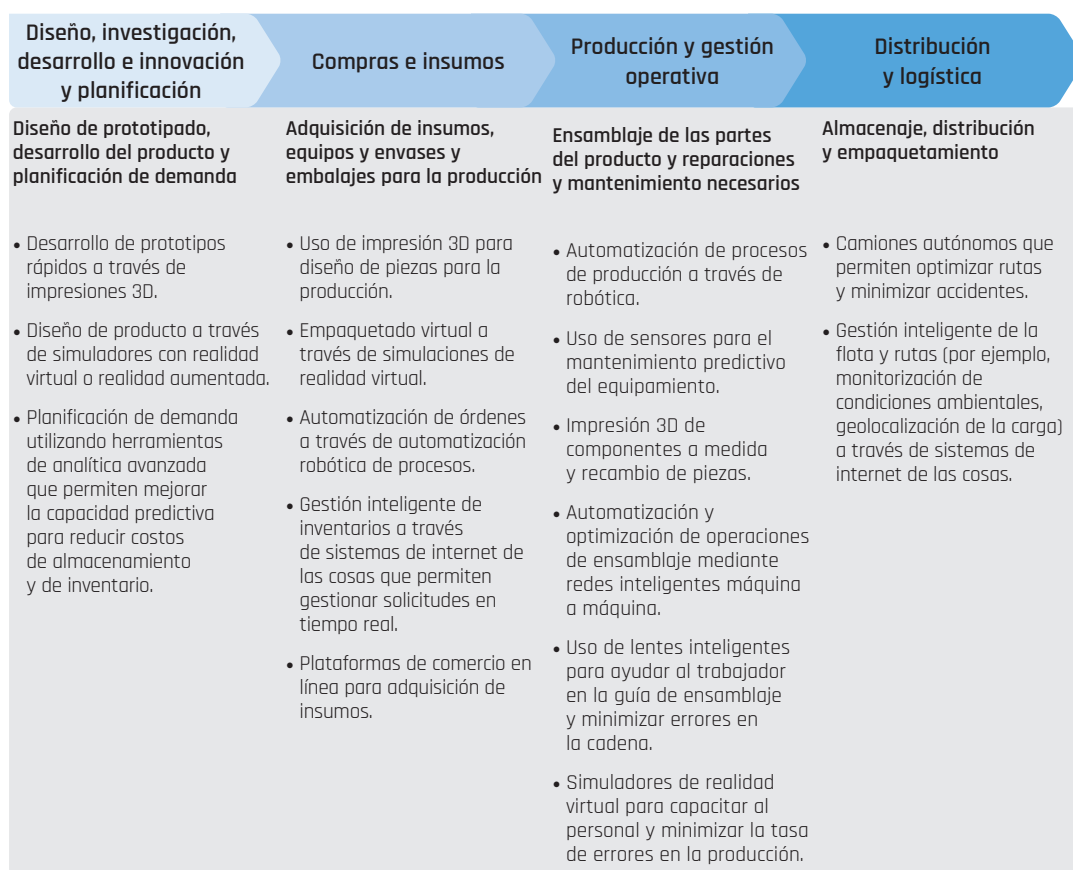 Diseño, investigación,
desarrollo e innovación
y planificación
Compras e insumos
Producción y gestión
operativa
Distribución
y logística
Diseño de prototipado,
desarrollo del producto y
planificación de demanda
• Desarrollo de prototipos
rápidos a través de
impresiones 3D.
• Diseño de producto a través
de simuladores con realidad
virtual o realidad aumentada.
• Planificación de demanda
utilizando herramientas
de analítica avanzada
que permiten mejorar
la capacidad predictiva
para reducir costos
de almacenamiento
y de inventario.
Adquisición de insumos,
equipos y envases y
embalajes para la producción
• Uso de impresión 3D para
diseño de piezas para la
producción.
• Empaquetado virtual a
través de simulaciones de
realidad virtual.
• Automatización de órdenes
a través de automatización
robótica de procesos.
• Gestión inteligente de
inventarios a través
de sistemas de internet de
las cosas que permiten
gestionar solicitudes en
tiempo real.
• Plataformas de comercio en
línea para adquisición de
insumos.
Ensamblaje de las partes
del producto y reparaciones
y mantenimiento necesarios
• Automatización de procesos
de producción a través de
robótica.
• Uso de sensores para el
mantenimiento predictivo
del equipamiento.
• Impresión 3D de
componentes a medida
y recambio de piezas.
• Automatización y
optimización de operaciones
de ensamblaje mediante
redes inteligentes máquina
a máquina.
• Uso de lentes inteligentes
para ayudar al trabajador
en la guía de ensamblaje
y minimizar errores en
la cadena.
• Simuladores de realidad
virtual para capacitar al
personal y minimizar la tasa
de errores en la producción.
Almacenaje, distribución
y empaquetamiento
• Camiones autónomos que
permiten optimizar rutas
y minimizar accidentes.
• Gestión inteligente de la
flota y rutas (por ejemplo,
monitorización de
condiciones ambientales,
geolocalización de la carga)
a través de sistemas de
internet de las cosas.